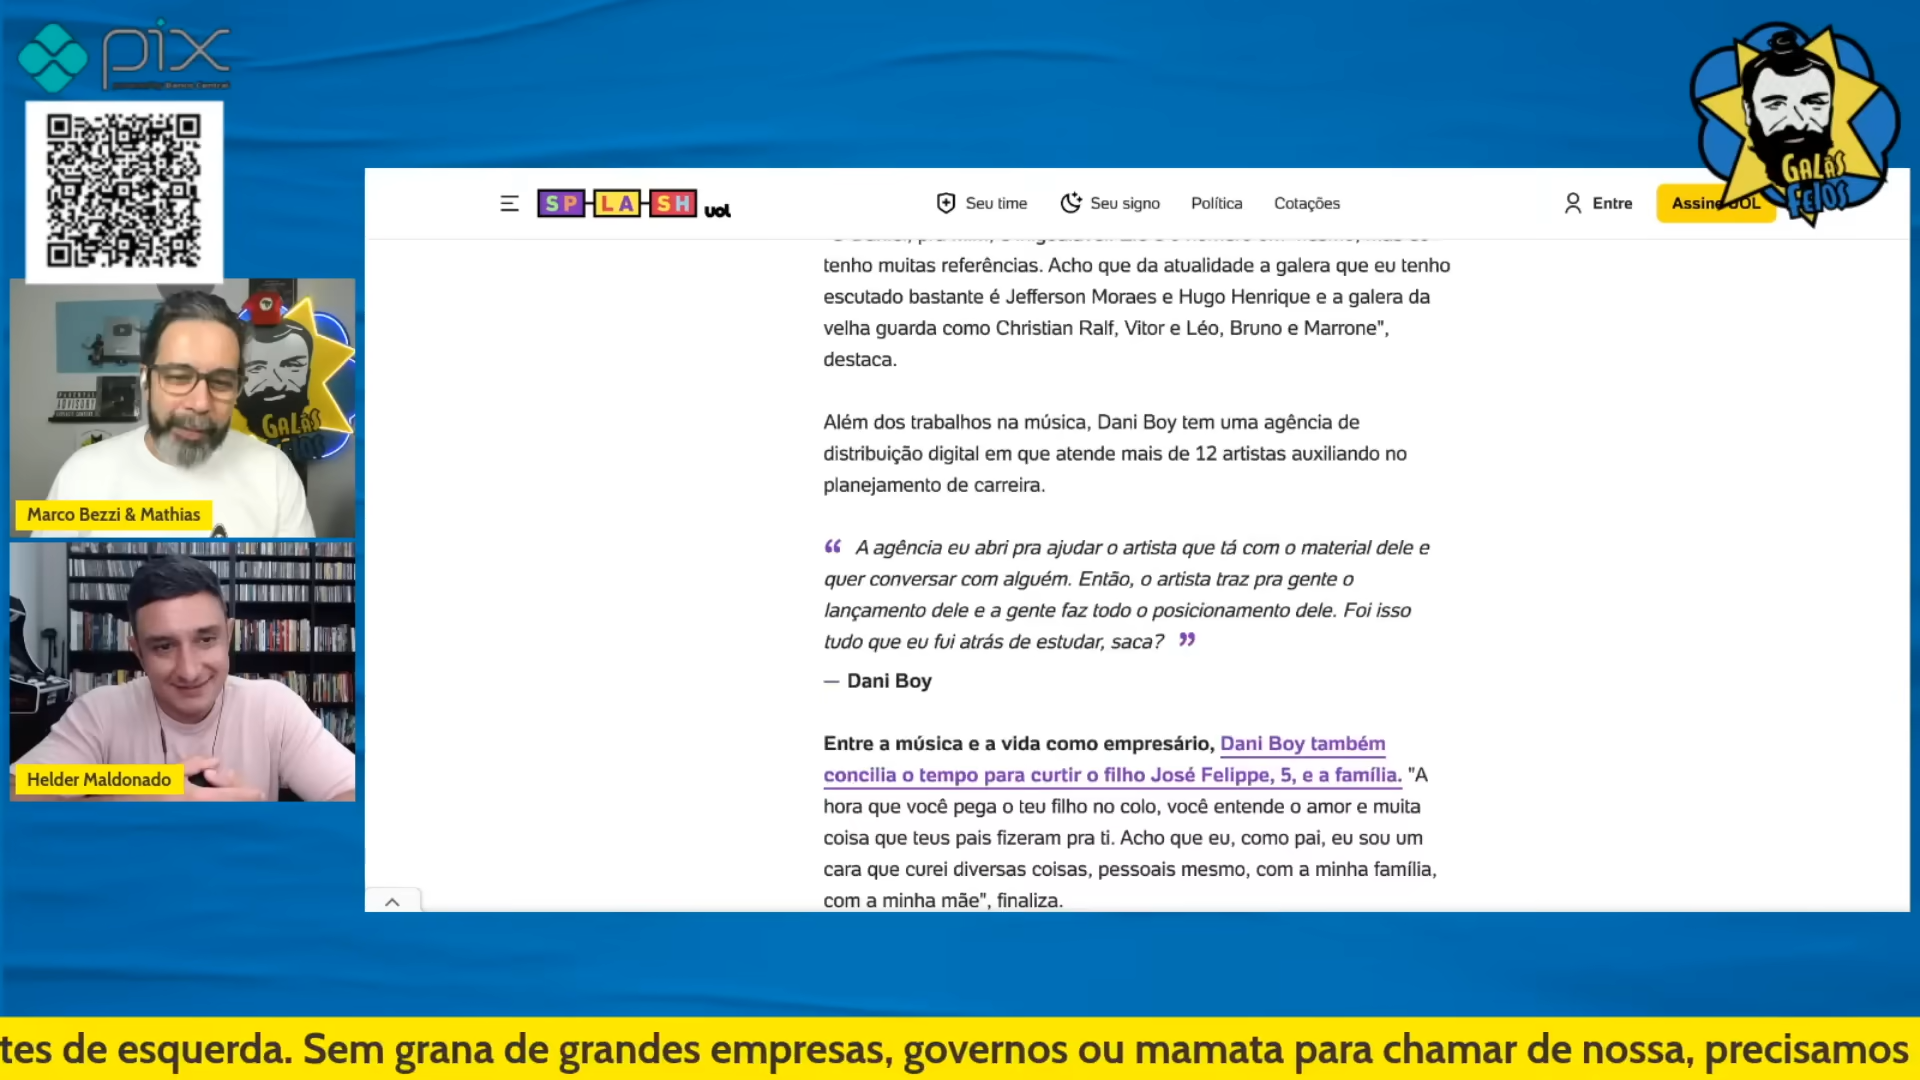 pix
powered by Banco Central
GALÃS FEIOS
SPLASH uol
Seu time
Seu signo
Política
Cotações
Entre
Assine UOL
tenho muitas referências. Acho que da atualidade a galera que eu tenho
escutado bastante é Jefferson Moraes e Hugo Henrique e a galera da
velha guarda como Christian Ralf, Vitor e Léo, Bruno e Marrone",
destaca.
Além dos trabalhos na música, Dani Boy tem uma agência de
distribuição digital em que atende mais de 12 artistas auxiliando no
planejamento de carreira.
“ A agência eu abri pra ajudar o artista que tá com o material dele e
quer conversar com alguém. Então, o artista traz pra gente o
lançamento dele e a gente faz todo o posicionamento dele. Foi isso
tudo que eu fui atrás de estudar, saca? ”
— Dani Boy
Entre a música e a vida como empresário, Dani Boy também
concilia o tempo para curtir o filho José Felippe, 5, e a família. "A
hora que você pega o teu filho no colo, você entende o amor e muita
coisa que teus pais fizeram pra ti. Acho que eu, como pai, eu sou um
cara que curei diversas coisas, pessoais mesmo, com a minha família,
com a minha mãe", finaliza.
PARENTAL
ADVISORY
GALÃS
FEIOS
Marco Bezzi & Mathias
Helder Maldonado
tes de esquerda. Sem grana de grandes empresas, governos ou mamata para chamar de nossa, precisamos